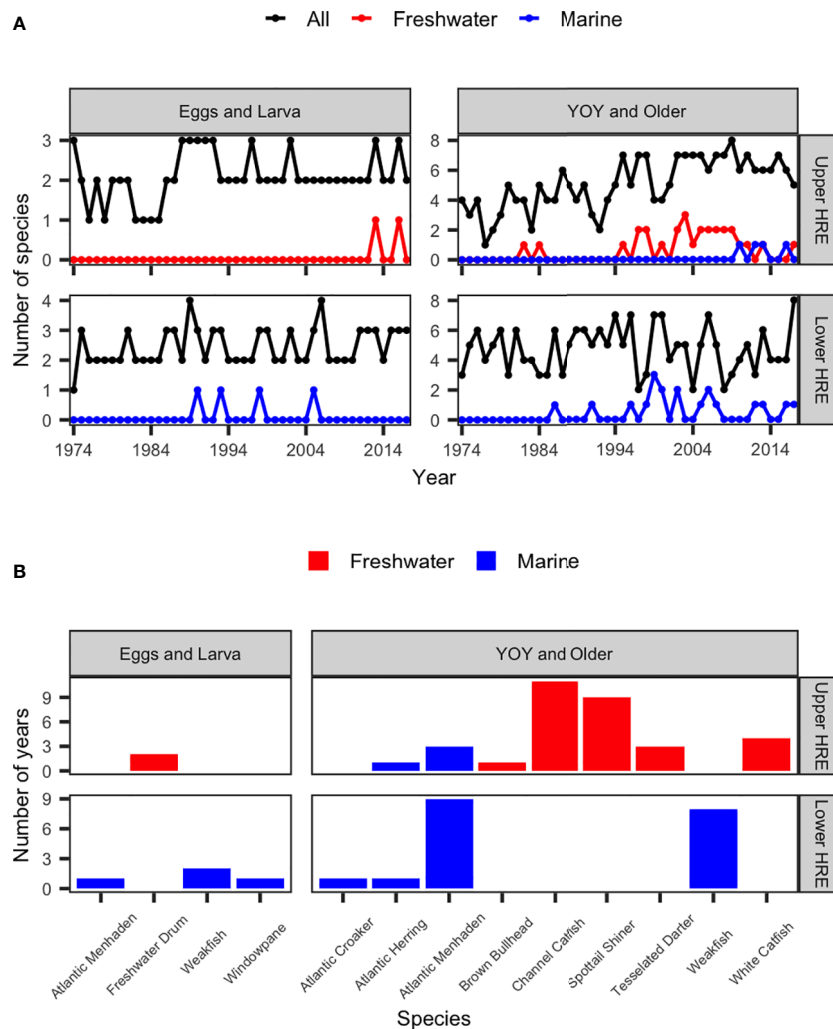 A
All Freshwater Marine
Eggs and Larva YOY and Older
3
2
1
0
8
6
4
2
0
Upper HRE
Number of species
4
3
2
1
0
8
6
4
2
0
Lower HRE
1974 1984 1994 2004 2014 1974 1984 1994 2004 2014
Year
B
Freshwater Marine
Eggs and Larva YOY and Older
9
6
3
0
Upper HRE
Number of years
9
6
3
0
Lower HRE
Atlantic Menhaden
Freshwater Drum
Weakfish
Windowpane
Atlantic Croaker
Atlantic Herring
Atlantic Menhaden
Brown Bullhead
Channel Catfish
Spottail Shiner
Tesselated Darter
Weakfish
White Catfish
Species